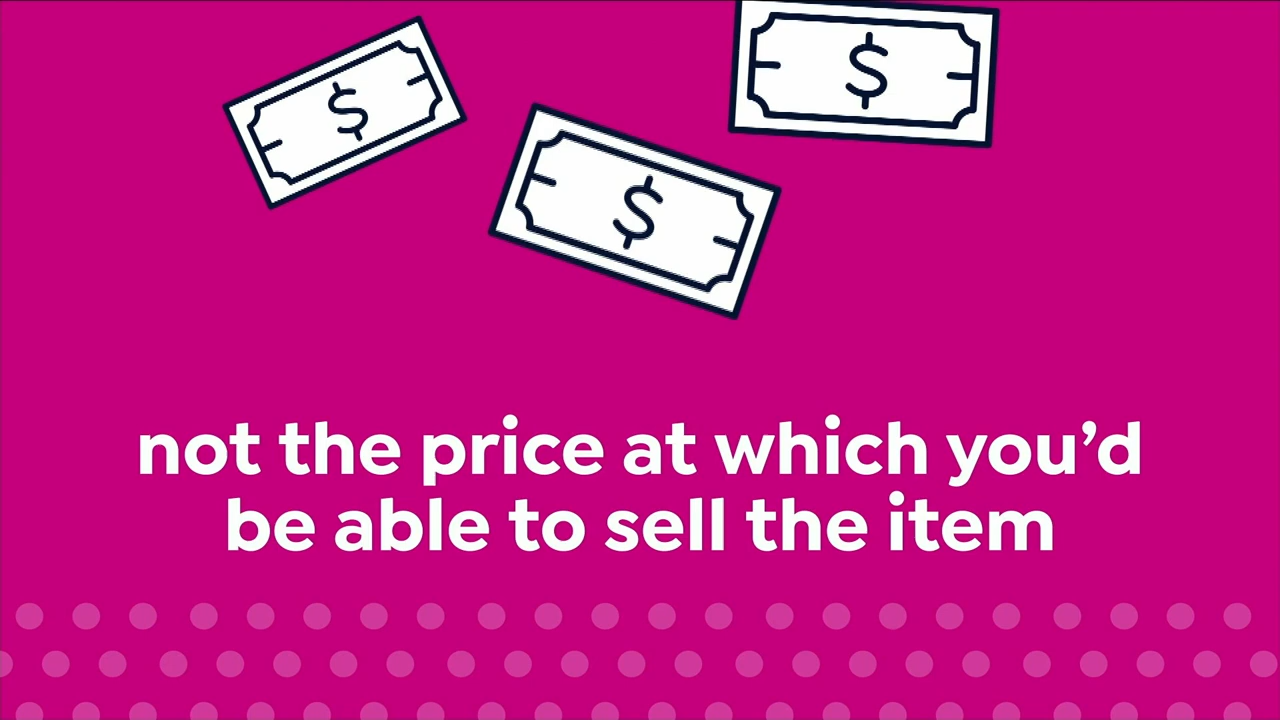 $
$
$
not the price at which you’d
be able to sell the item